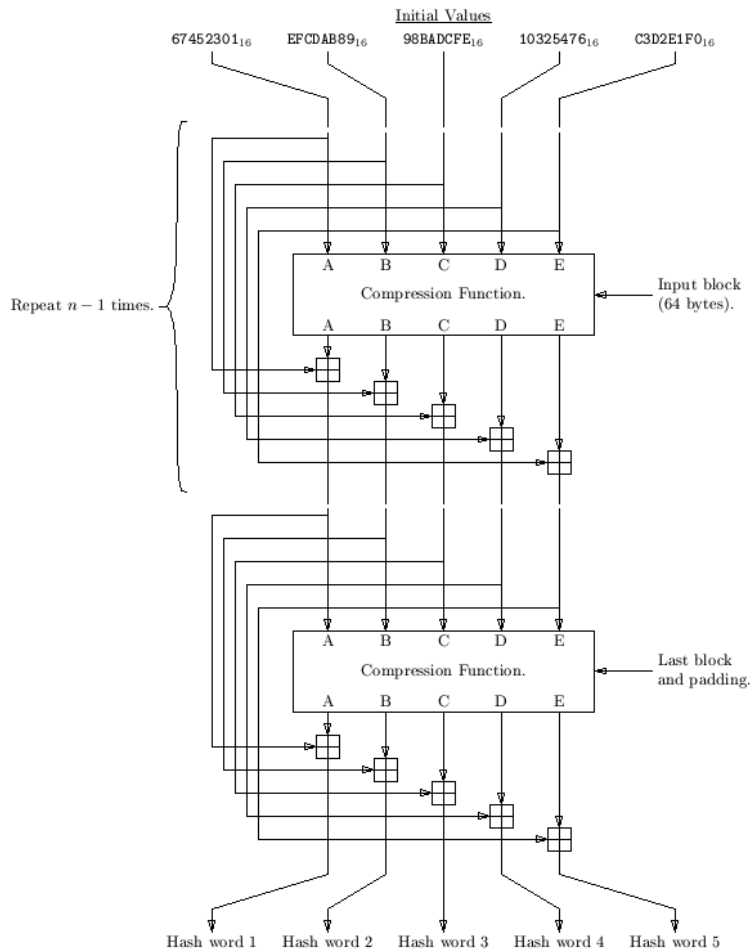 Initial Values
67452301₁₆ EFCDAB89₁₆ 98BADCFE₁₆ 10325476₁₆ C3D2E1F0₁₆
A B C D E
Compression Function.
A B C D E
Input block
(64 bytes).
Repeat n − 1 times.
A B C D E
Compression Function.
A B C D E
Last block
and padding.
Hash word 1 Hash word 2 Hash word 3 Hash word 4 Hash word 5